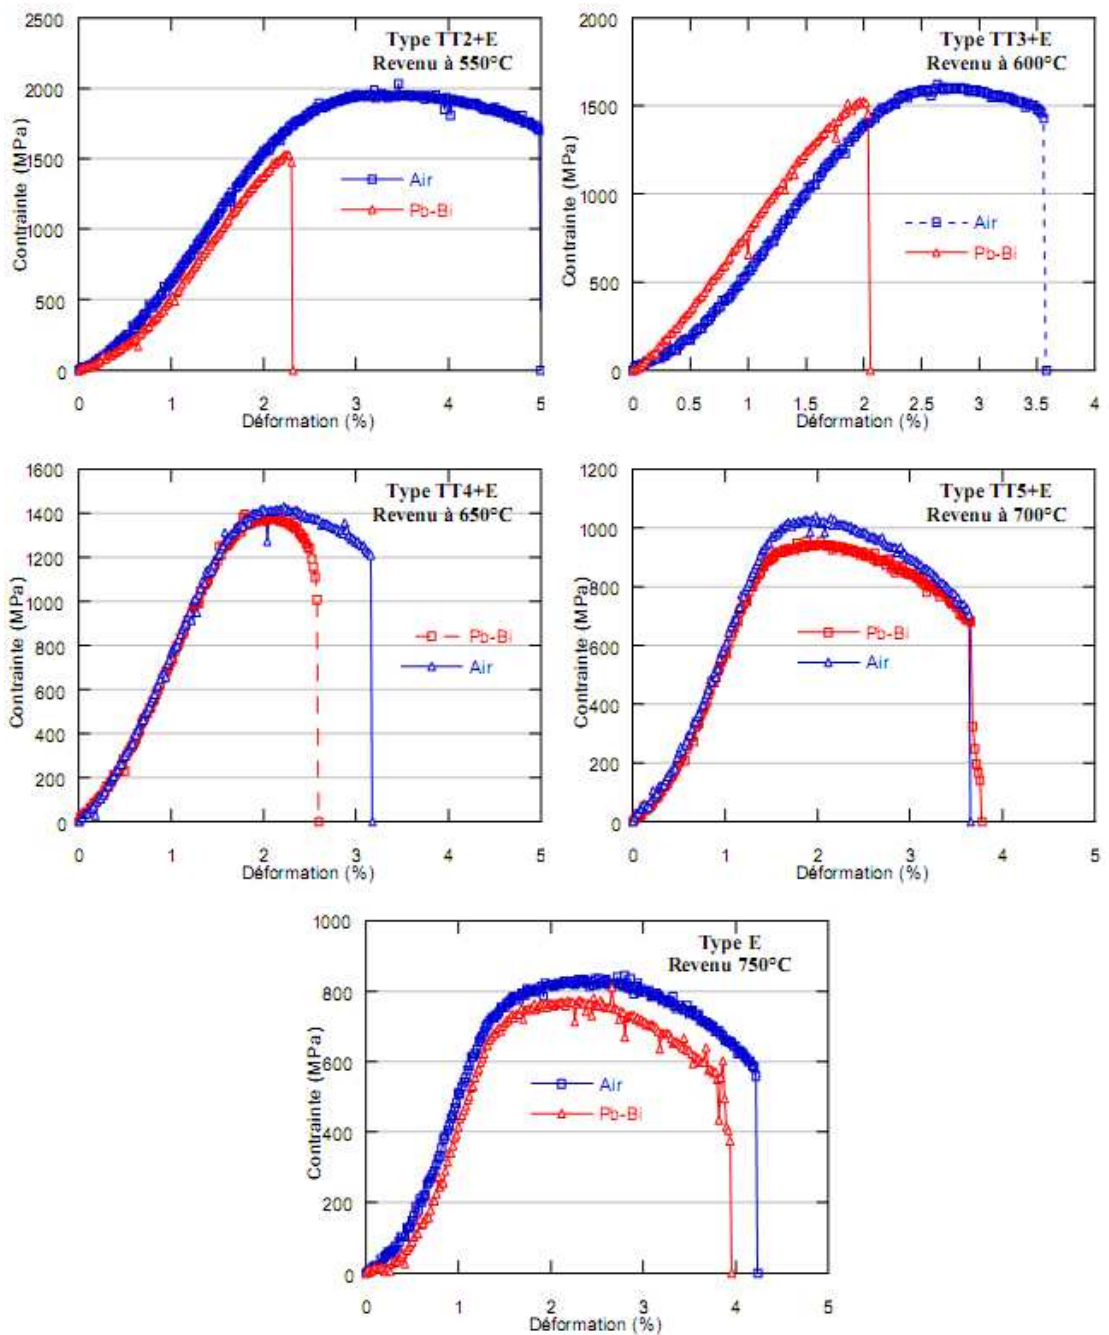 Type TT2+E
Revenu à 550°C
2500
2000
1500
1000
500
0
Contrainte (MPa)
Air
Pb-Bi
0 1 2 3 4 5
Déformation (%)
Type TT3+E
Revenu à 600°C
2000
1500
1000
500
0
Contrainte (MPa)
Air
Pb-Bi
0 0.5 1 1.5 2 2.5 3 3.5 4
Déformation (%)
Type TT4+E
Revenu à 650°C
1600
1400
1200
1000
800
600
400
200
0
Contrainte (MPa)
Pb-Bi
Air
0 1 2 3 4 5
Déformation (%)
Type TT5+E
Revenu à 700°C
1200
1000
800
600
400
200
0
Contrainte (MPa)
Pb-Bi
Air
0 1 2 3 4 5
Déformation (%)
Type E
Revenu 750°C
1000
800
600
400
200
0
Contrainte (MPa)
Air
Pb-Bi
0 1 2 3 4 5
Déformation (%)